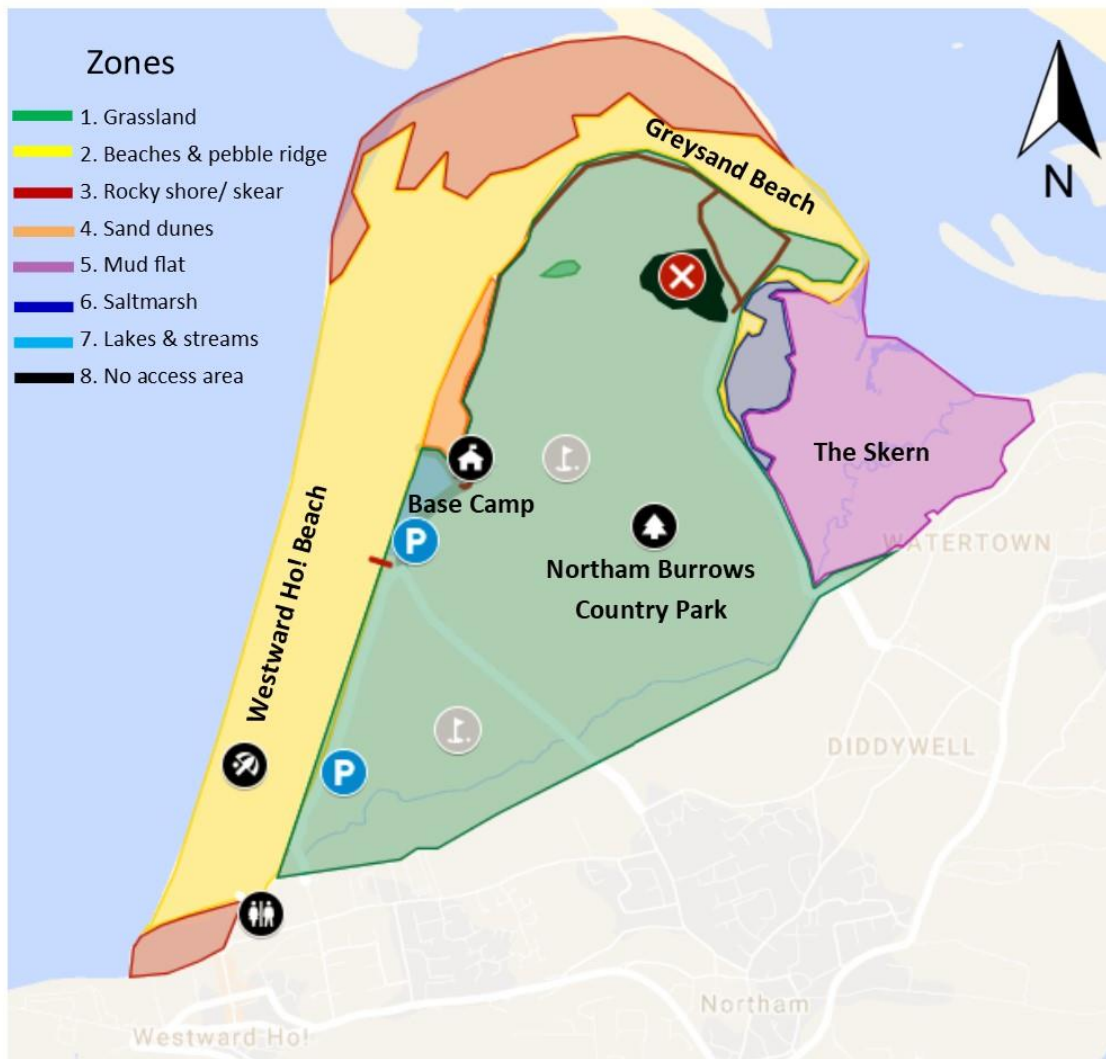 Zones
1. Grassland
2. Beaches & pebble ridge
3. Rocky shore/ skear
4. Sand dunes
5. Mud flat
6. Saltmarsh
7. Lakes & streams
8. No access area
N
Greysand Beach
The Skern
Base Camp
P
WATERTOWN
Northam Burrows
Country Park
Westward Ho! Beach
DIDDYWELL
P
Northam
Westward Ho!